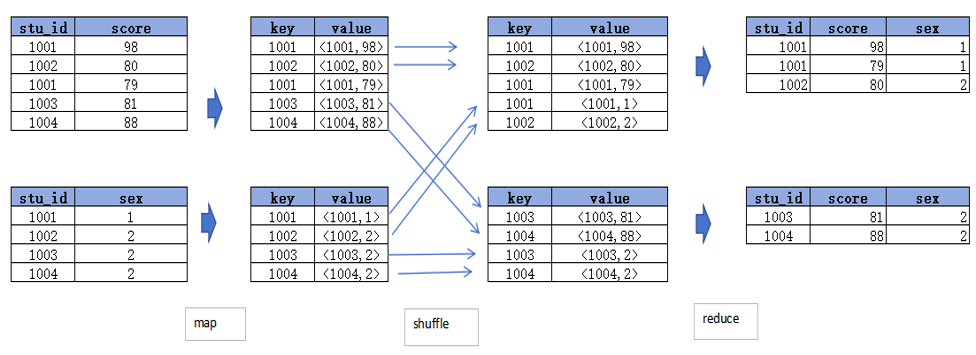 stu_id score
1001 98
1002 80
1001 79
1003 81
1004 88
key value
1001 <1001,98>
1002 <1002,80>
1001 <1001,79>
1003 <1003,81>
1004 <1004,88>
key value
1001 <1001,98>
1002 <1002,80>
1001 <1001,79>
1001 <1001,1>
1002 <1002,2>
stu_id score sex
1001 98 1
1001 79 1
1002 80 2
stu_id sex
1001 1
1002 2
1003 2
1004 2
key value
1001 <1001,1>
1002 <1002,2>
1003 <1003,2>
1004 <1004,2>
key value
1003 <1003,81>
1004 <1004,88>
1003 <1003,2>
1004 <1004,2>
stu_id score sex
1003 81 2
1004 88 2
map
shuffle
reduce